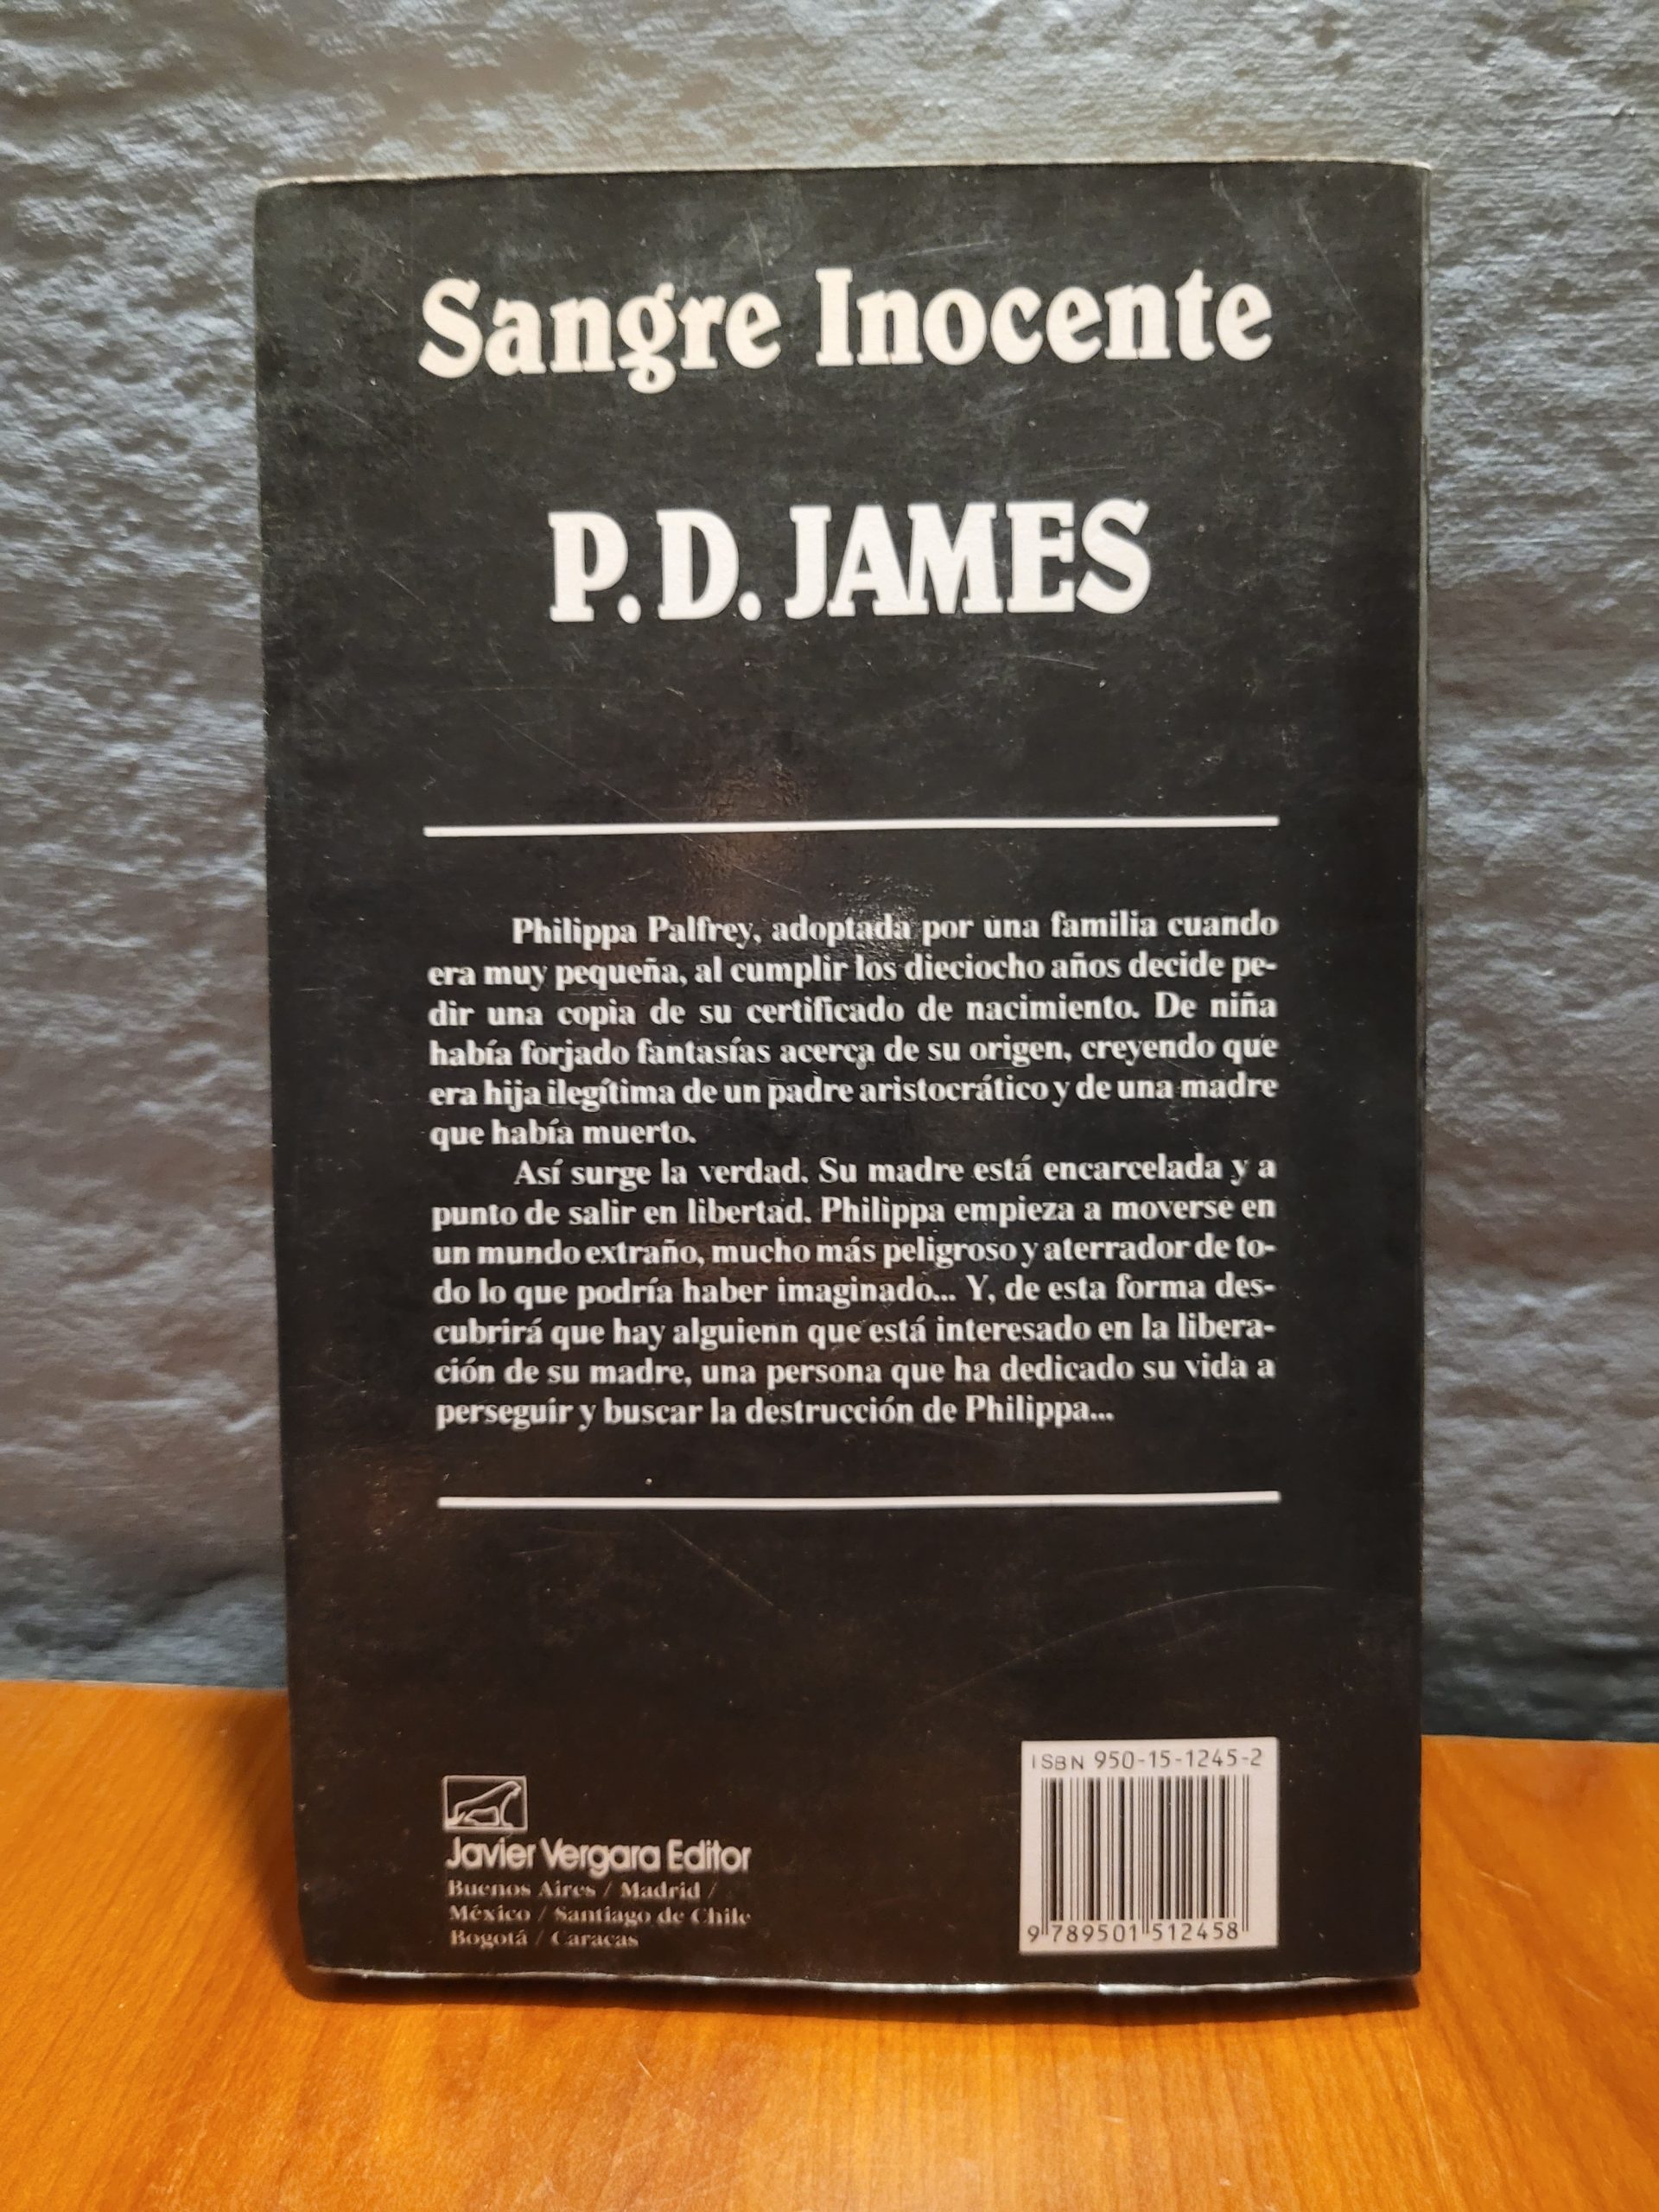 Sangre Inocente
P.D. JAMES
Philippa Palfrey, adoptada por una familia cuando
era muy pequeña, al cumplir los dieciocho años decide pe-
dir una copia de su certificado de nacimiento. De niña
había forjado fantasías acerca de su origen, creyendo que
era hija ilegítima de un padre aristocrático y de una madre
que había muerto.
Así surge la verdad. Su madre está encarcelada y a
punto de salir en libertad. Philippa empieza a moverse en
un mundo extraño, mucho más peligroso y aterrador de to-
do lo que podría haber imaginado... Y, de esta forma des-
cubrirá que hay alguienn que está interesado en la libera-
ción de su madre, una persona que ha dedicado su vida a
perseguir y buscar la destrucción de Philippa...
Javier Vergara Editor
Buenos Aires / Madrid /
México / Santiago de Chile
Bogotá / Caracas
ISBN 950-15-1245-2
9 789501 512458